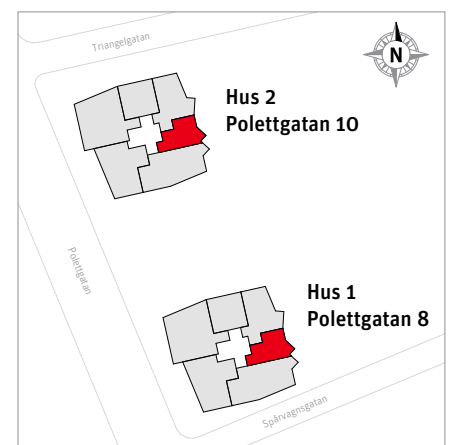 Triangelgatan
N
Hus 2
Polettgatan 10
Polettgatan
Hus 1
Polettgatan 8
Spårvagnsgatan